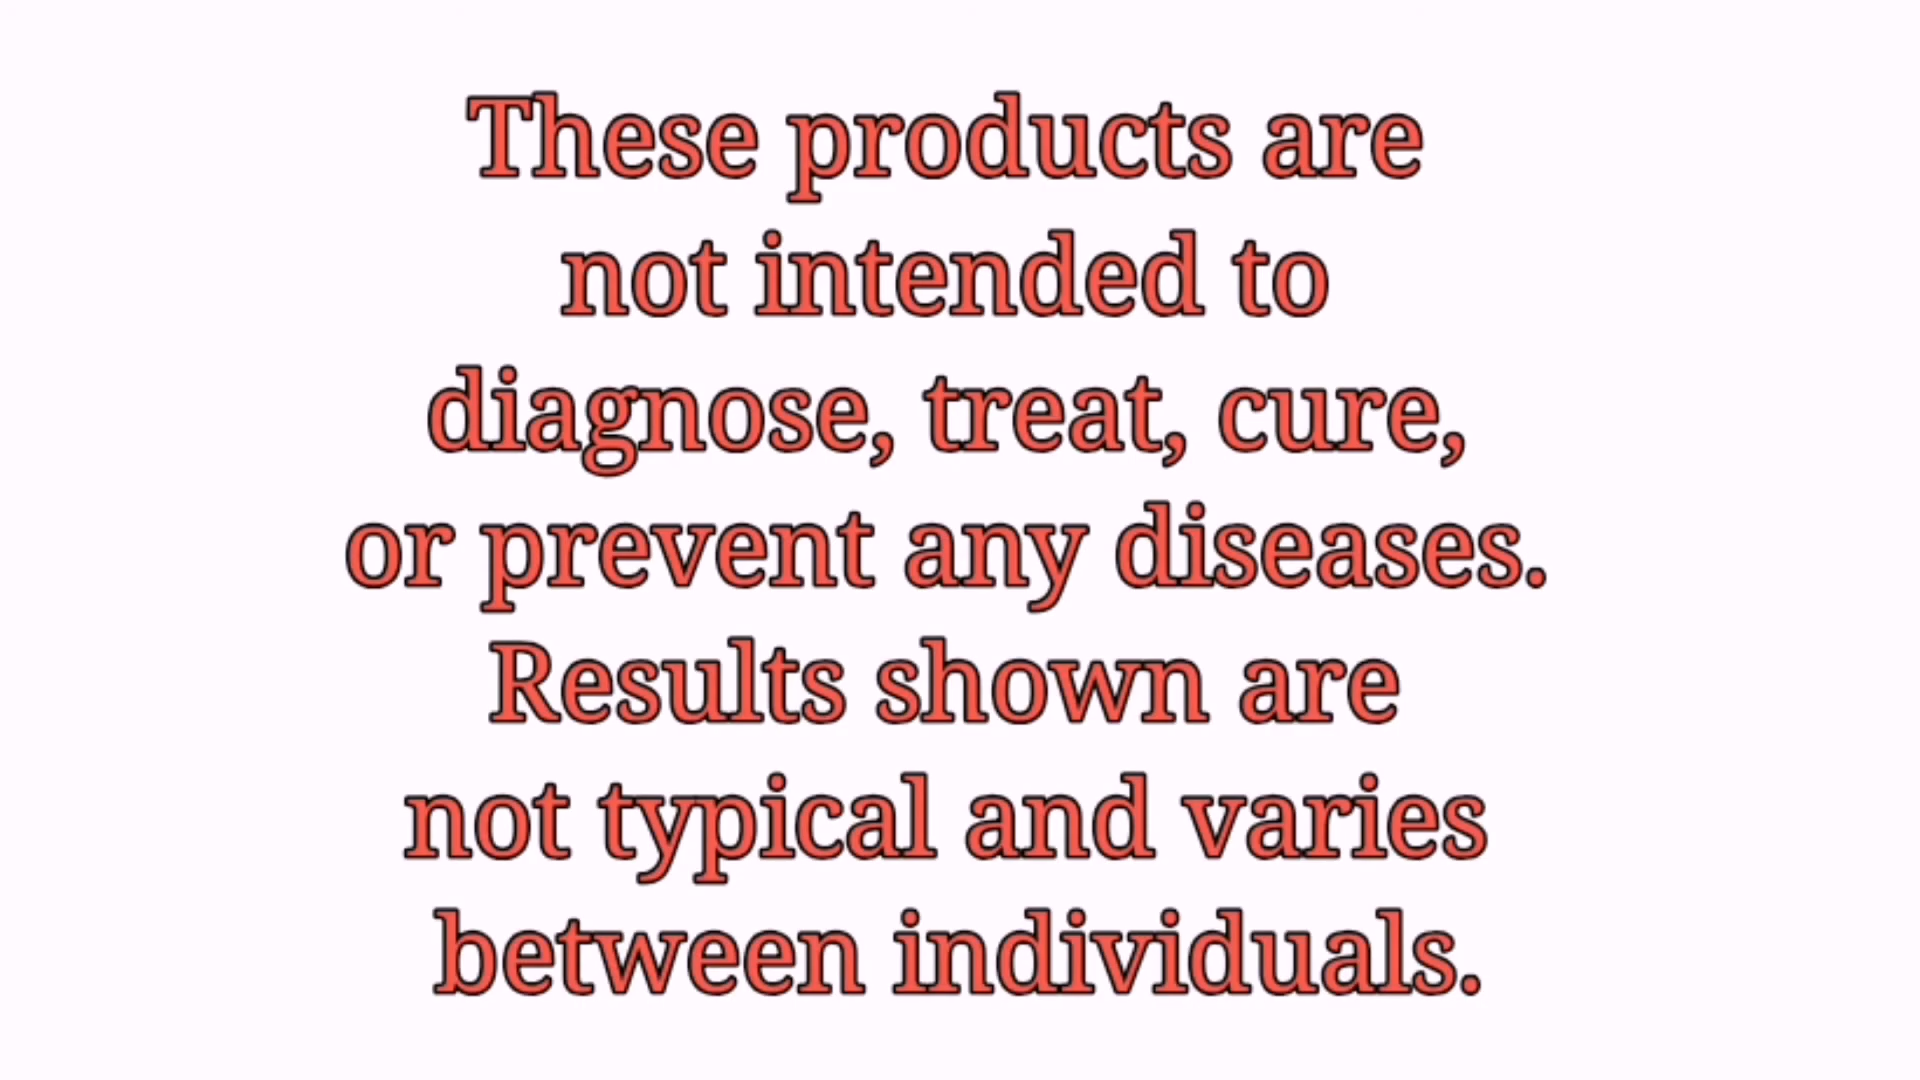 These products are
not intended to
diagnose, treat, cure,
or prevent any diseases.
Results shown are
not typical and varies
between individuals.